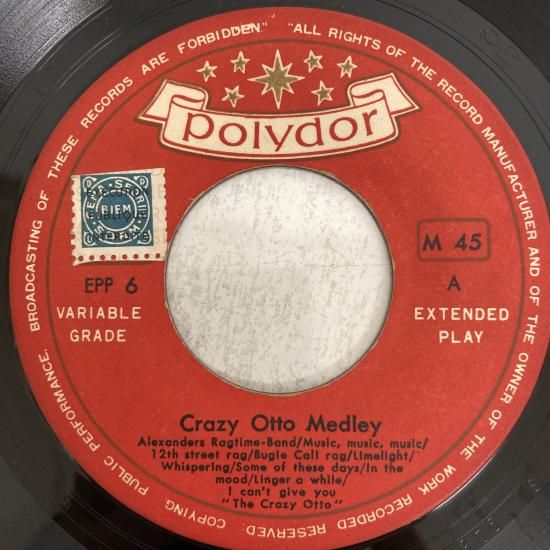 "ALL RIGHTS OF THE RECORD MANUFACTURER AND OF THE OWNER OF THE WORK RECORDED RESERVED. COPYING, PUBLIC PERFORMANCE, BROADCASTING OF THESE RECORDS ARE FORBIDDEN."
polydor
BIEM
M 45
EPP 6
A
VARIABLE
GRADE
EXTENDED
PLAY
Crazy Otto Medley
Alexanders Ragtime-Band/Music, music, music/
12th street rag/Bugle Call rag/Limelight/
Whispering/Some of these days/In the
mood/Linger a while/
I can't give you
"The Crazy Otto"